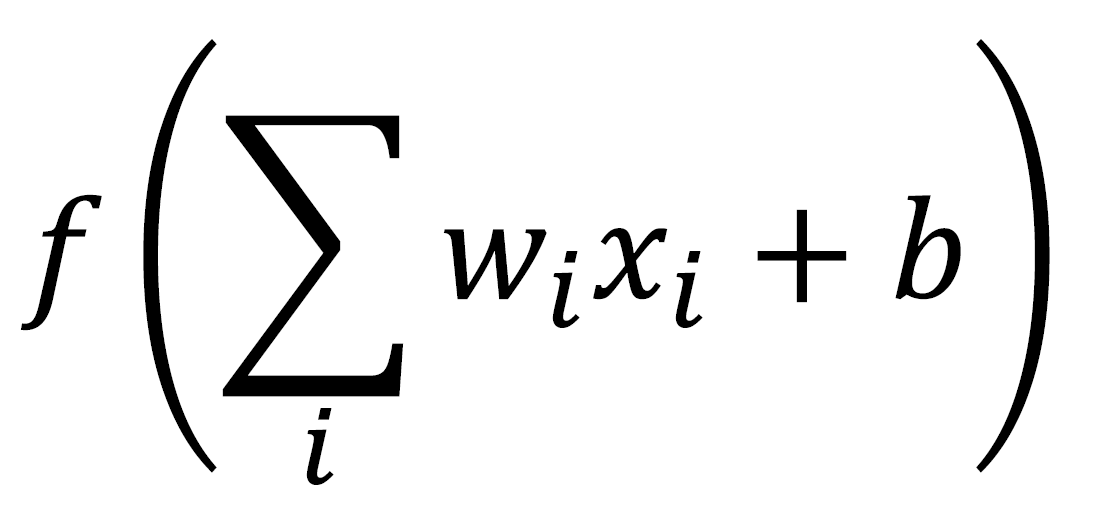 f(∑_i w_i x_i + b)